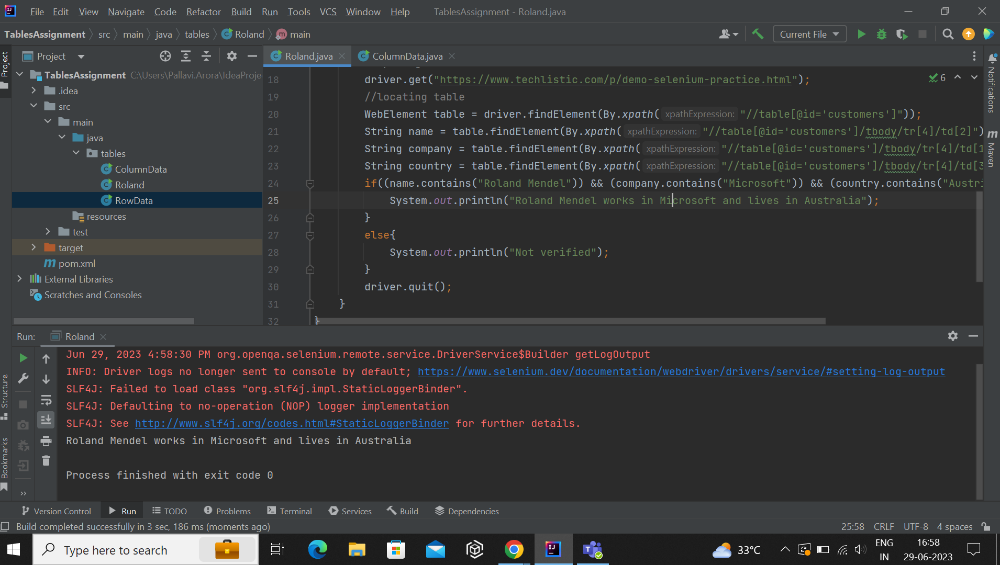 File Edit View Navigate Code Refactor Build Run Tools VCS Window Help TablesAssignment - Roland.java
TablesAssignment src main java tables Roland main
Current File
Project
Roland.java
ColumnData.java
TablesAssignment C:\Users\Pallavi.Arora\IdeaProje
.idea
src
main
java
tables
ColumnData
Roland
RowData
resources
test
target
pom.xml
External Libraries
Scratches and Consoles
18 driver.get("https://www.techlistic.com/p/demo-selenium-practice.html");
6
19 //locating table
20 WebElement table = driver.findElement(By.xpath( xpathExpression: "//table[@id='customers']"));
21 String name = table.findElement(By.xpath( xpathExpression: "//table[@id='customers']/tbody/tr[4]/td[2]")
22 String company = table.findElement(By.xpath( xpathExpression: "//table[@id='customers']/tbody/tr[4]/td[1
23 String country = table.findElement(By.xpath( xpathExpression: "//table[@id='customers']/tbody/tr[4]/td[3
24 if((name.contains("Roland Mendel")) && (company.contains("Microsoft")) && (country.contains("Austri
25 System.out.println("Roland Mendel works in Microsoft and lives in Australia");
26 }
27 else{
28 System.out.println("Not verified");
29 }
30 driver.quit();
31 }
32 }
Project
Structure
Bookmarks
Notifications
Maven
Run: Roland
Jun 29, 2023 4:58:30 PM org.openqa.selenium.remote.service.DriverService$Builder getLogOutput
INFO: Driver logs no longer sent to console by default; https://www.selenium.dev/documentation/webdriver/drivers/service/#setting-log-output
SLF4J: Failed to load class "org.slf4j.impl.StaticLoggerBinder".
SLF4J: Defaulting to no-operation (NOP) logger implementation
SLF4J: See http://www.slf4j.org/codes.html#StaticLoggerBinder for further details.
Roland Mendel works in Microsoft and lives in Australia
Process finished with exit code 0
Version Control Run TODO Problems Terminal Services Build Dependencies
Build completed successfully in 3 sec, 186 ms (moments ago)
25:58 CRLF UTF-8 4 spaces
Type here to search
33°C
ENG
IN
16:58
29-06-2023